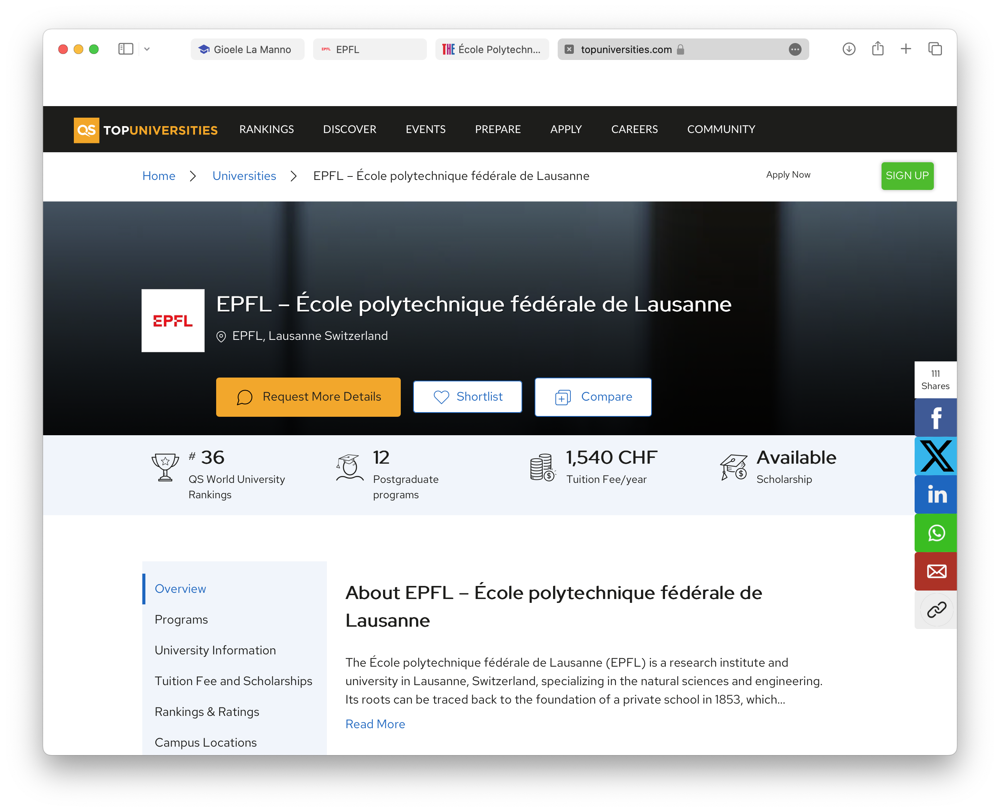 Gioele La Manno
EPFL EPFL
THE École Polytechn...
topuniversities.com
QS TOPUNIVERSITIES RANKINGS DISCOVER EVENTS PREPARE APPLY CAREERS COMMUNITY
Home Universities EPFL – École polytechnique fédérale de Lausanne Apply Now SIGN UP
EPFL
EPFL – École polytechnique fédérale de Lausanne
EPFL, Lausanne Switzerland
Request More Details Shortlist Compare
111
Shares
f
X
in
# 36
QS World University
Rankings
12
Postgraduate
programs
1,540 CHF
Tuition Fee/year
Available
Scholarship
Overview
Programs
University Information
Tuition Fee and Scholarships
Rankings & Ratings
Campus Locations
About EPFL – École polytechnique fédérale de
Lausanne
The École polytechnique fédérale de Lausanne (EPFL) is a research institute and
university in Lausanne, Switzerland, specializing in the natural sciences and engineering.
Its roots can be traced back to the foundation of a private school in 1853, which...
Read More